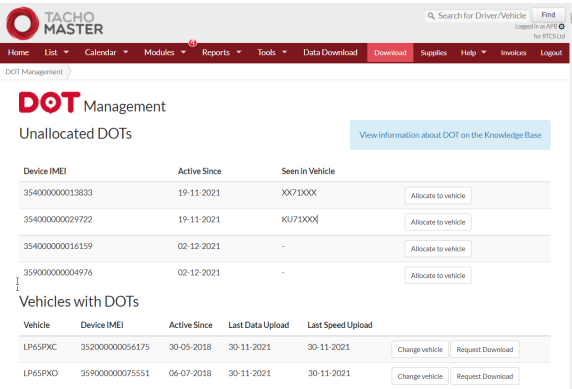 TACHO
MASTER
Search for Driver/Vehicle Find
Logged in as APB
for RTCS Ltd
Home List Calendar Modules 4 Reports Tools Data Download Download Supplies Help Invoices Logout
DOT Management
DOT Management
Unallocated DOTs
View information about DOT on the Knowledge Base
Device IMEI Active Since Seen in Vehicle
354000000013833 19-11-2021 XX71XXX Allocate to vehicle
354000000029722 19-11-2021 KU71XXX Allocate to vehicle
354000000016159 02-12-2021 - Allocate to vehicle
359000000004976 02-12-2021 - Allocate to vehicle
Vehicles with DOTs
Vehicle Device IMEI Active Since Last Data Upload Last Speed Upload
LP65PXC 352000000056175 30-05-2018 30-11-2021 30-11-2021 Change vehicle Request Download
LP65PXO 359000000075551 06-07-2018 30-11-2021 30-11-2021 Change vehicle Request Download